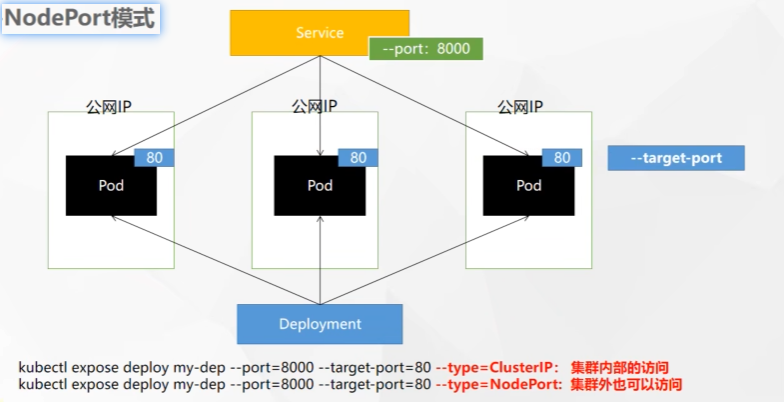 NodePort模式
Service
--port：8000
公网IP
公网IP
公网IP
80
80
80
Pod
Pod
Pod
--target-port
Deployment
kubectl expose deploy my-dep --port=8000 --target-port=80 --type=ClusterIP： 集群内部的访问
kubectl expose deploy my-dep --port=8000 --target-port=80 --type=NodePort: 集群外也可以访问